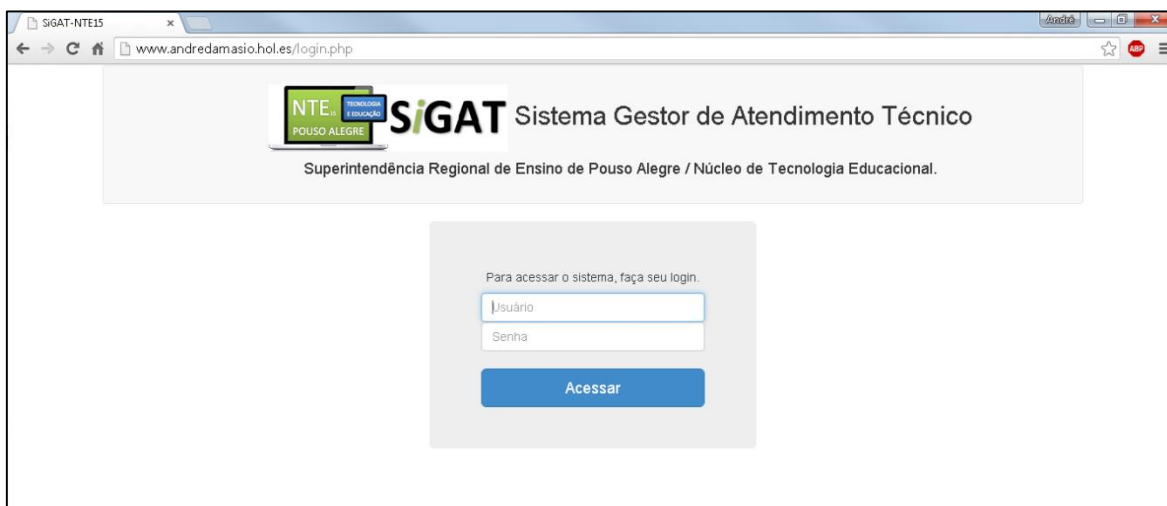 SiGAT-NTE15
André
www.andredamasio.hol.es/login.php
ABP
NTE15 TECNOLOGIA E EDUCAÇÃO
POUSO ALEGRE
SiGAT Sistema Gestor de Atendimento Técnico
Superintendência Regional de Ensino de Pouso Alegre / Núcleo de Tecnologia Educacional.
Para acessar o sistema, faça seu login.
Usuário
Senha
Acessar